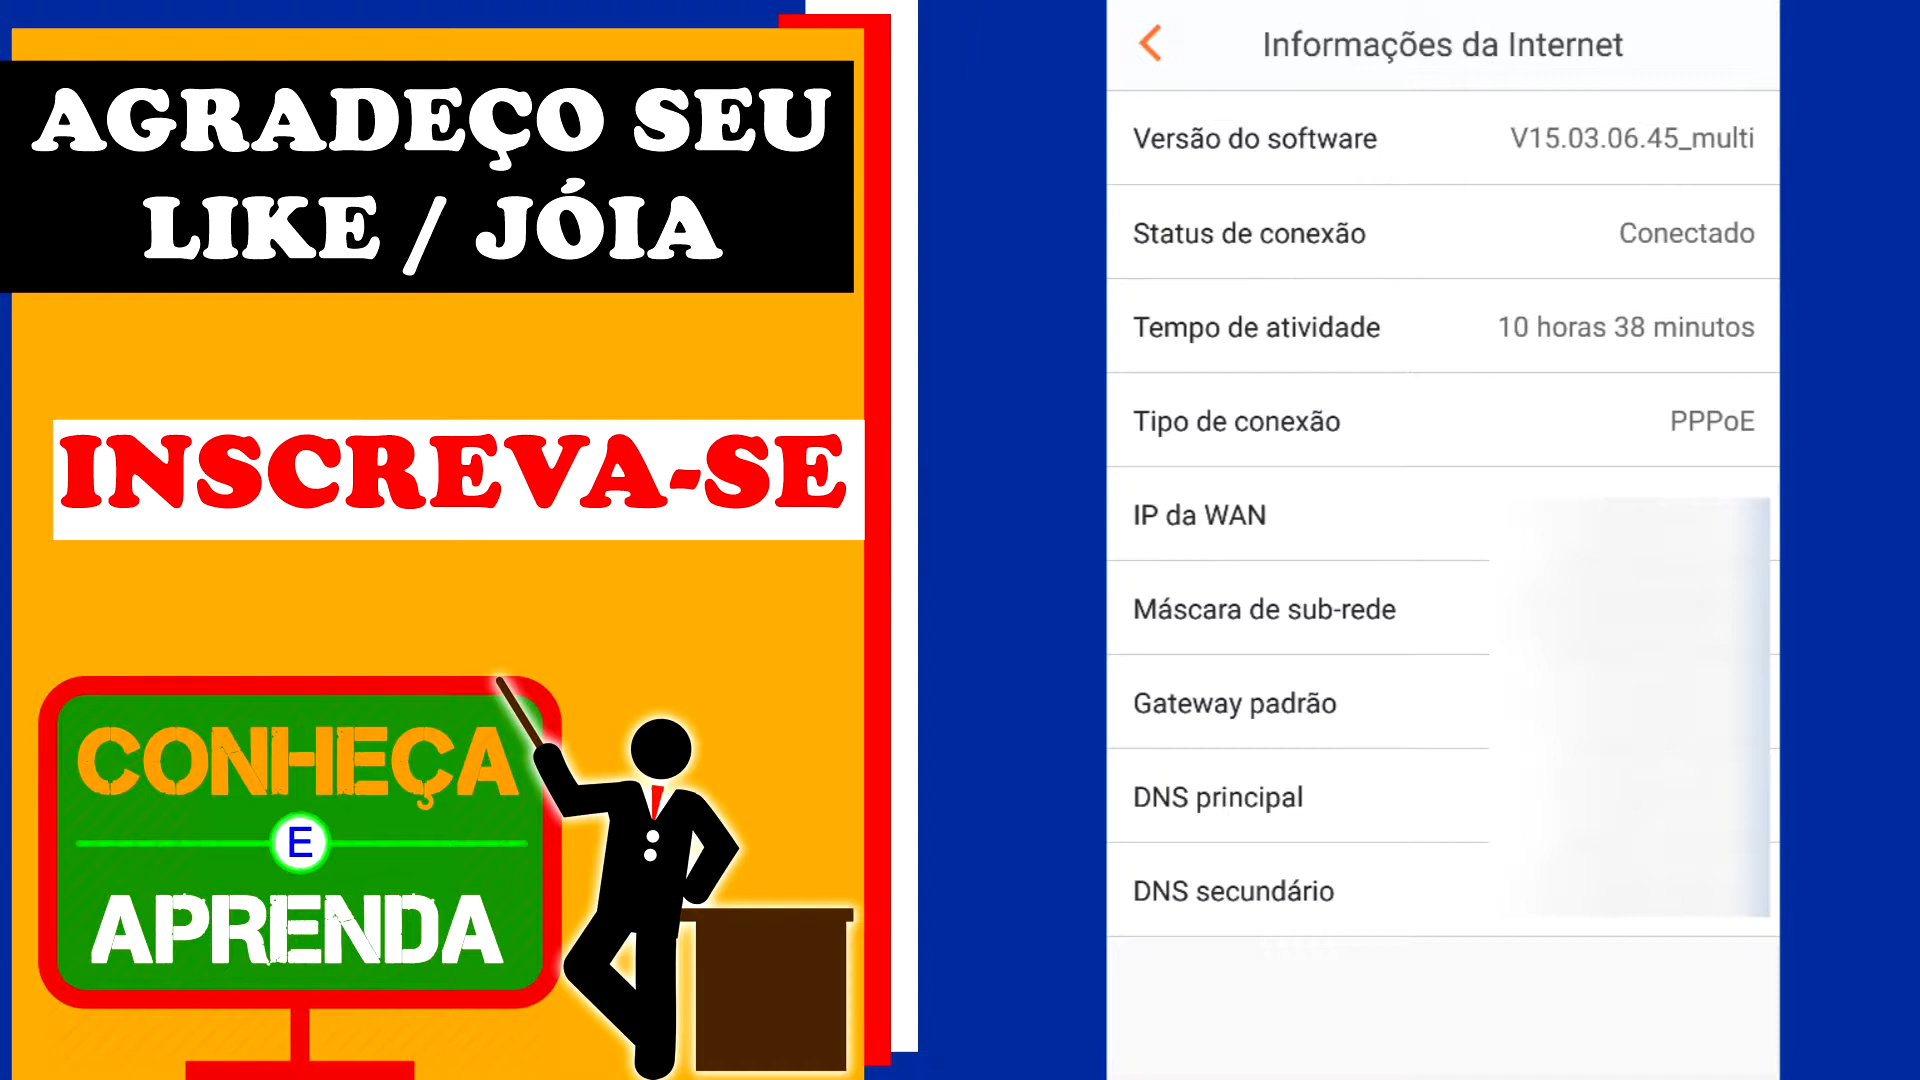 AGRADEÇO SEU
LIKE / JÓIA
INSCREVA-SE
CONHEÇA
E
APRENDA
Informações da Internet
Versão do software V15.03.06.45_multi
Status de conexão Conectado
Tempo de atividade 10 horas 38 minutos
Tipo de conexão PPPoE
IP da WAN
Máscara de sub-rede
Gateway padrão
DNS principal
DNS secundário